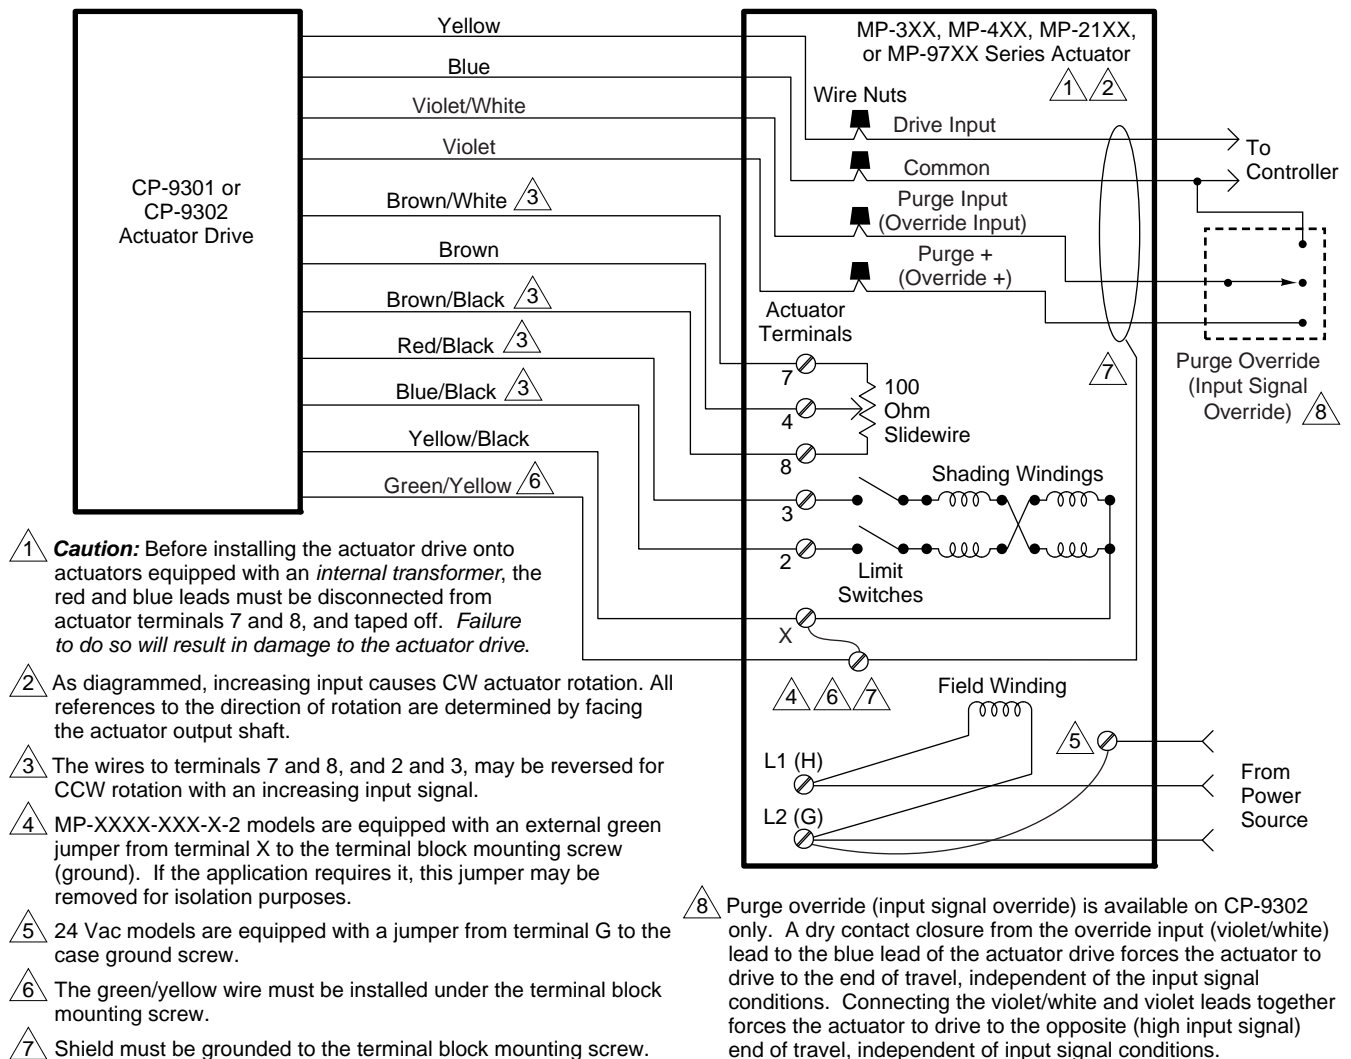 Yellow
Blue
Violet/White
Violet
Brown/White 3
Brown
Brown/Black 3
Red/Black 3
Blue/Black 3
Yellow/Black
Green/Yellow 6
CP-9301 or
CP-9302
Actuator Drive
MP-3XX, MP-4XX, MP-21XX,
or MP-97XX Series Actuator
1 2
Wire Nuts
Drive Input
Common
Purge Input
(Override Input)
Purge +
(Override +)
To
Controller
Actuator
Terminals
7
4
8
3
2
X
100
Ohm
Slidewire
7
Purge Override
(Input Signal
Override) 8
Shading Windings
Limit
Switches
4 6 7
Field Winding
5
L1 (H)
L2 (G)
From
Power
Source
1 Caution: Before installing the actuator drive onto
actuators equipped with an internal transformer, the
red and blue leads must be disconnected from
actuator terminals 7 and 8, and taped off. Failure
to do so will result in damage to the actuator drive.
2 As diagrammed, increasing input causes CW actuator rotation. All
references to the direction of rotation are determined by facing
the actuator output shaft.
3 The wires to terminals 7 and 8, and 2 and 3, may be reversed for
CCW rotation with an increasing input signal.
4 MP-XXXX-XXX-X-2 models are equipped with an external green
jumper from terminal X to the terminal block mounting screw
(ground). If the application requires it, this jumper may be
removed for isolation purposes.
5 24 Vac models are equipped with a jumper from terminal G to the
case ground screw.
6 The green/yellow wire must be installed under the terminal block
mounting screw.
7 Shield must be grounded to the terminal block mounting screw.
8 Purge override (input signal override) is available on CP-9302
only. A dry contact closure from the override input (violet/white)
lead to the blue lead of the actuator drive forces the actuator to
drive to the end of travel, independent of the input signal
conditions. Connecting the violet/white and violet leads together
forces the actuator to drive to the opposite (high input signal)
end of travel, independent of input signal conditions.